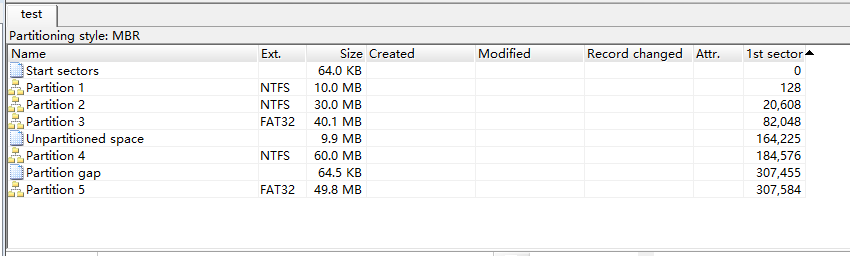 test
Partitioning style: MBR
Name Ext. Size Created Modified Record changed Attr. 1st sector
Start sectors 64.0 KB 0
Partition 1 NTFS 10.0 MB 128
Partition 2 NTFS 30.0 MB 20,608
Partition 3 FAT32 40.1 MB 82,048
Unpartitioned space 9.9 MB 164,225
Partition 4 NTFS 60.0 MB 184,576
Partition gap 64.5 KB 307,455
Partition 5 FAT32 49.8 MB 307,584